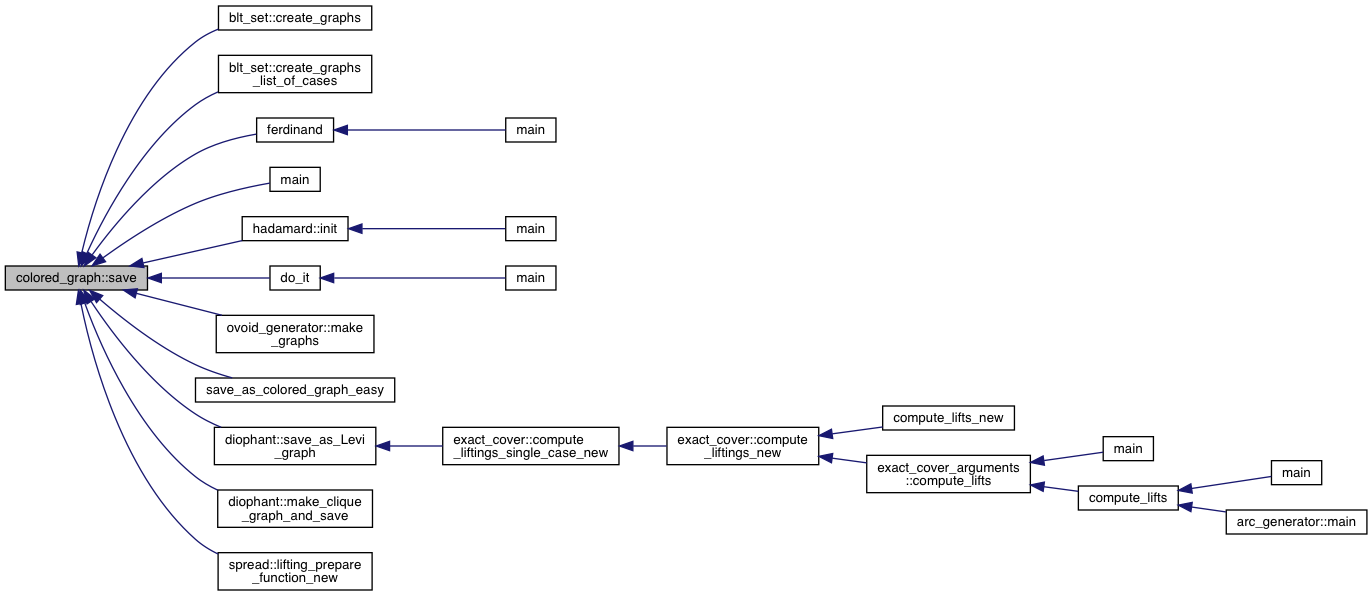 blt_set::create_graphs
blt_set::create_graphs
_list_of_cases
ferdinand
main
main
hadamard::init
main
colored_graph::save
do_it
main
ovoid_generator::make
_graphs
save_as_colored_graph_easy
diophant::save_as_Levi
_graph
exact_cover::compute
_liftings_single_case_new
exact_cover::compute
_liftings_new
compute_lifts_new
exact_cover_arguments
::compute_lifts
main
compute_lifts
main
arc_generator::main
diophant::make_clique
_graph_and_save
spread::lifting_prepare
_function_new